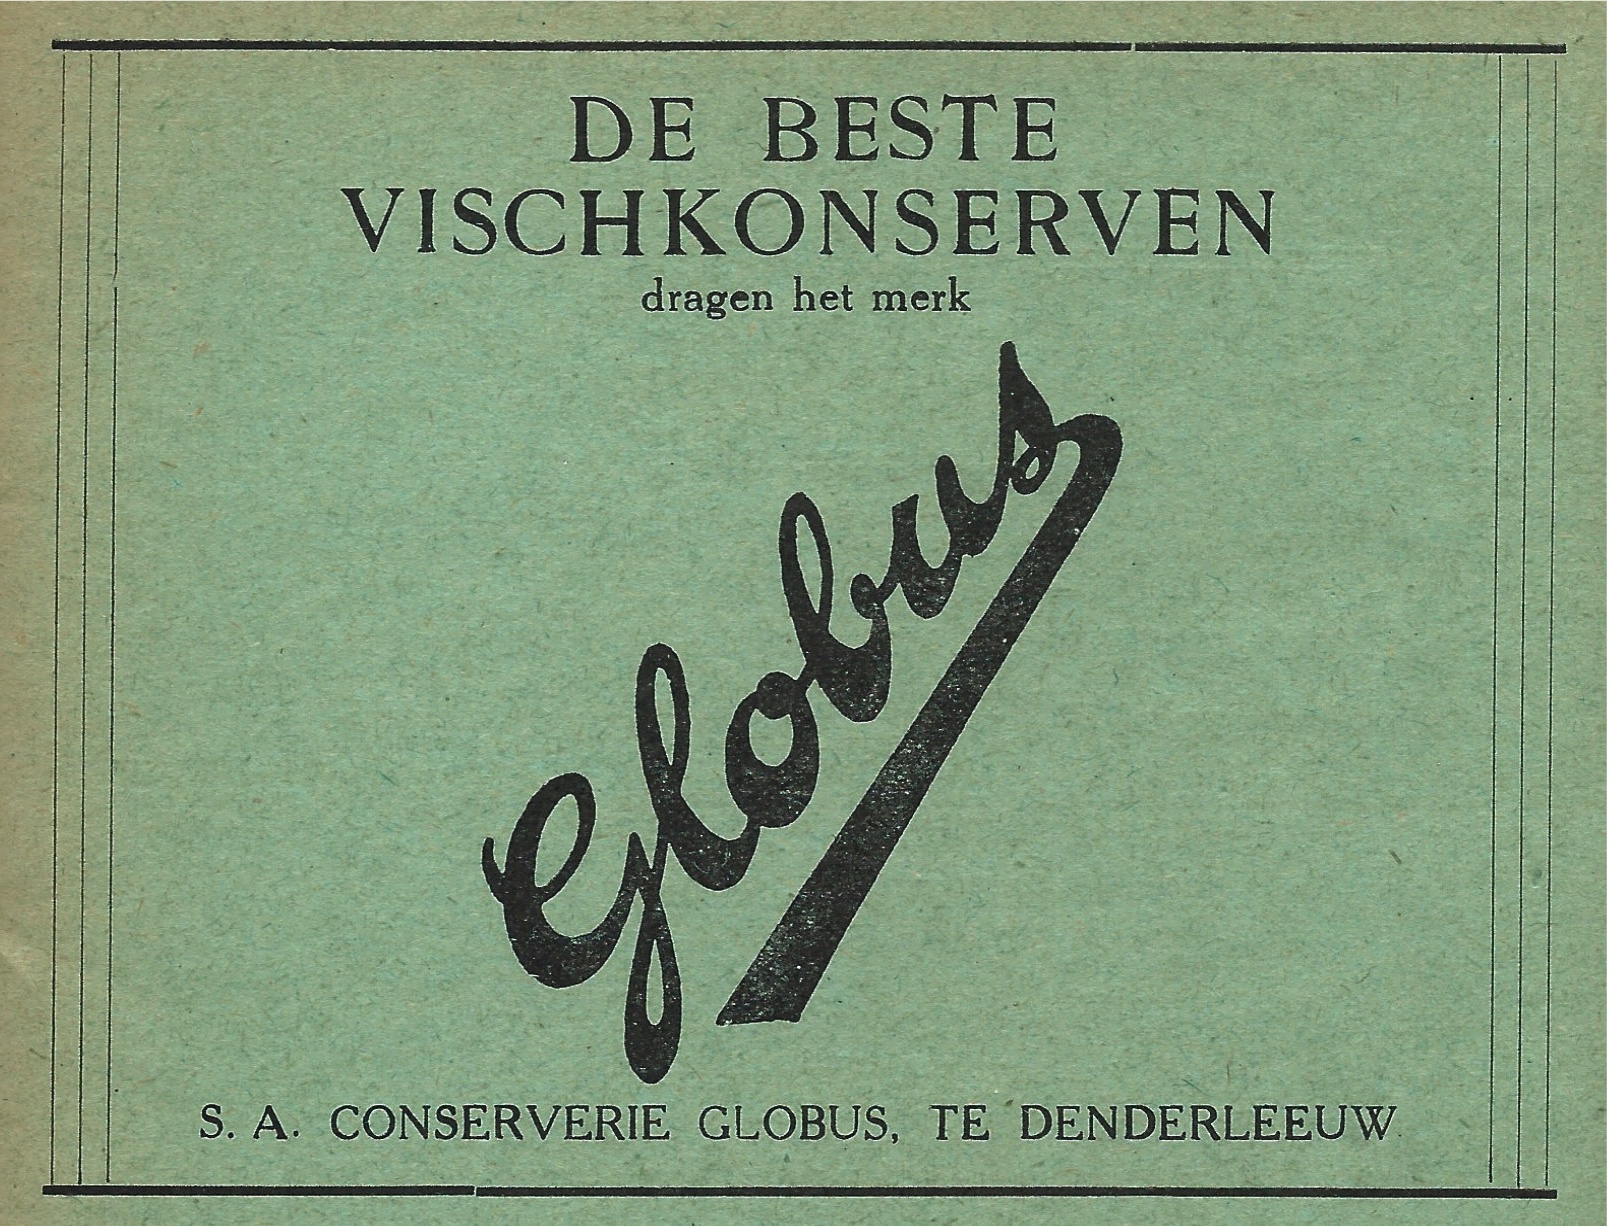 DE BESTE
VISCHKONSERVEN
dragen het merk
Globus
S. A. CONSERVERIE GLOBUS, TE DENDERLEEUW